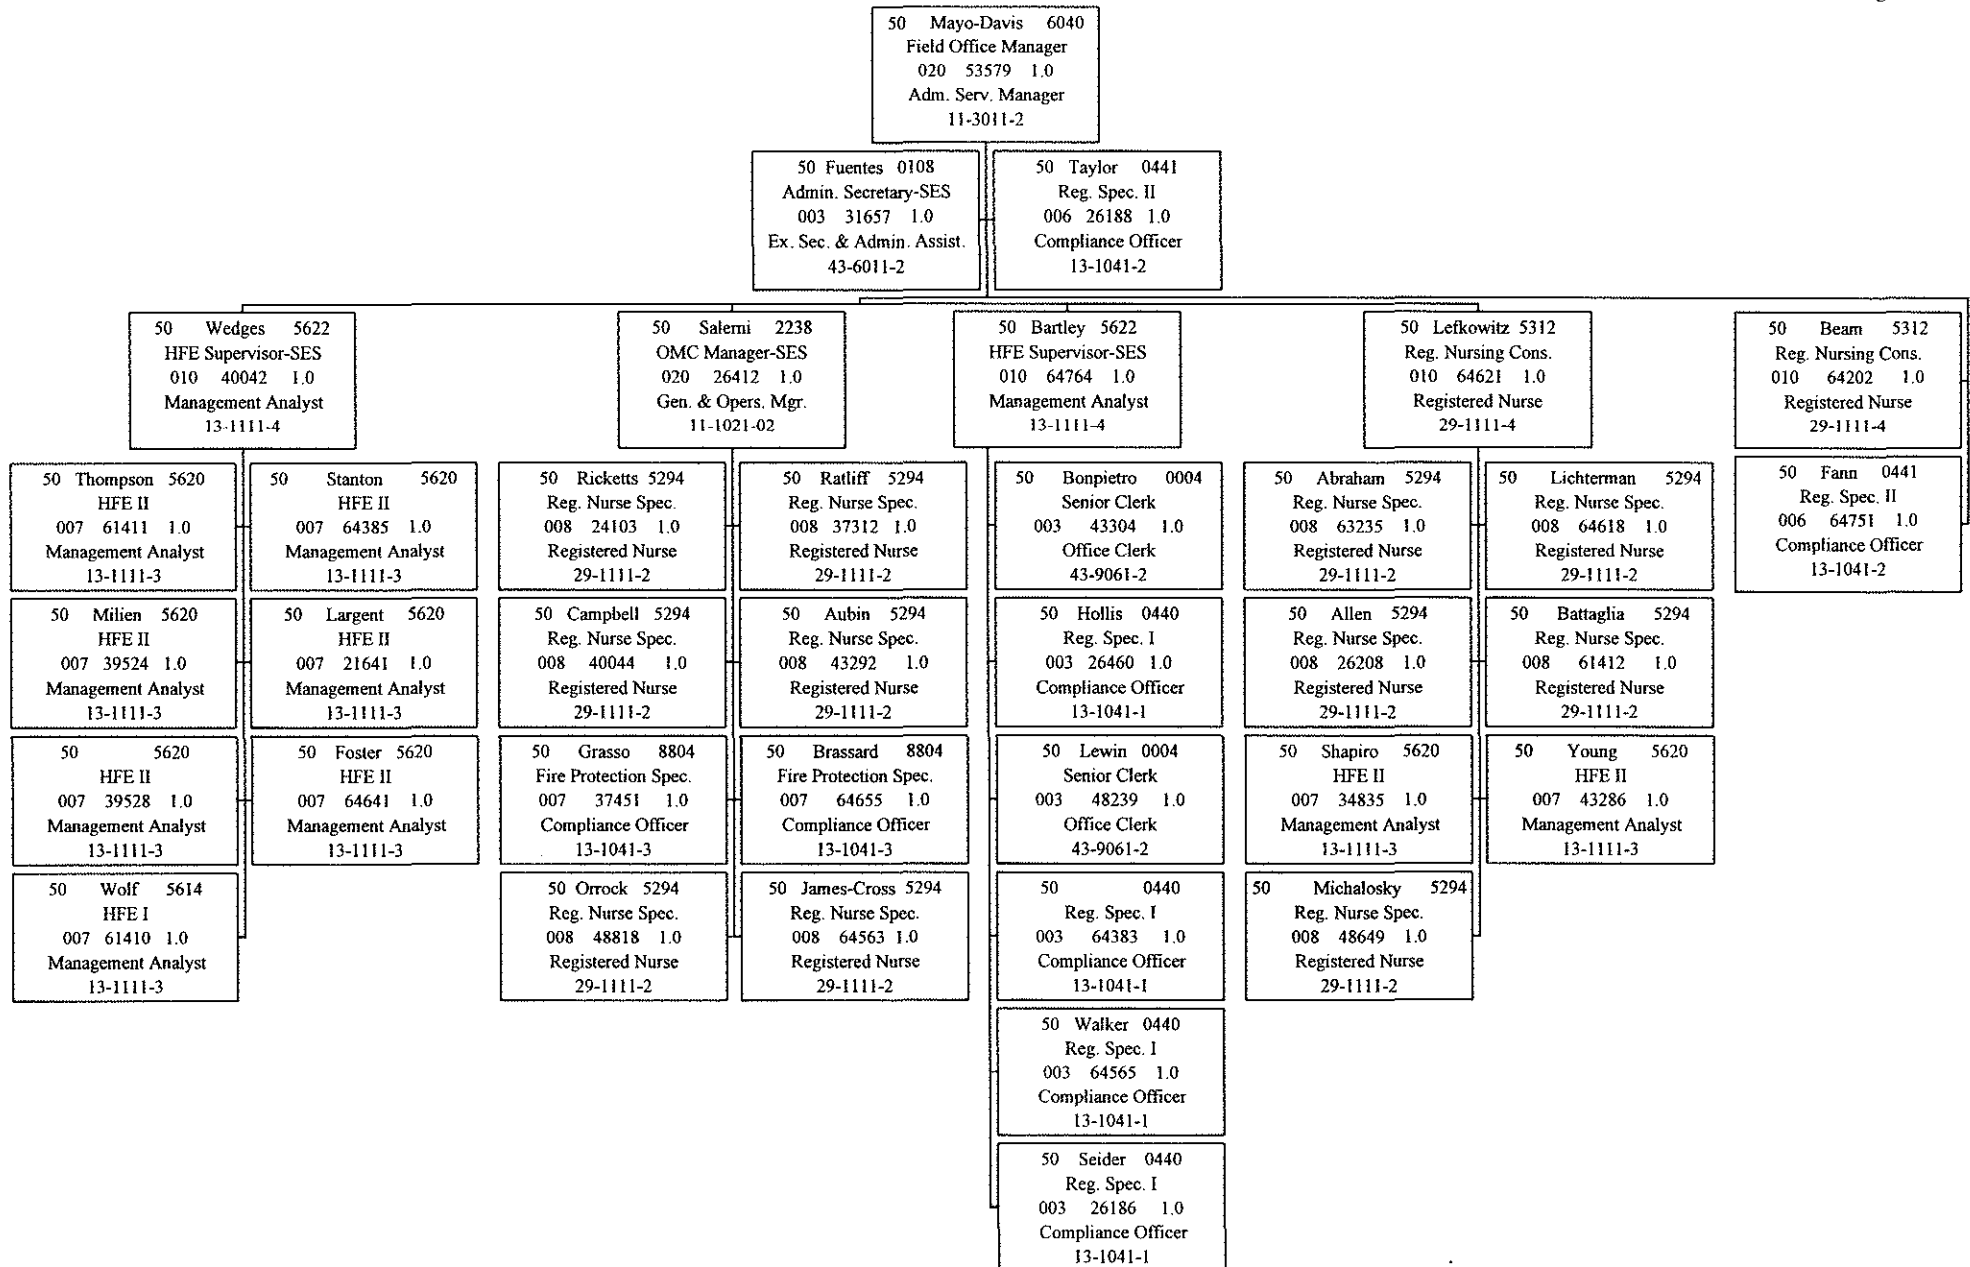 50 Mayo-Davis 6040
Field Office Manager
020 53579 1.0
Adm. Serv. Manager
11-3011-2
50 Fuentes 0108
Admin. Secretary-SES
003 31657 1.0
Ex. Sec. & Admin. Assist.
43-6011-2
50 Taylor 0441
Reg. Spec. II
006 26188 1.0
Compliance Officer
13-1041-2
50 Wedges 5622
HFE Supervisor-SES
010 40042 1.0
Management Analyst
13-1111-4
50 Salerni 2238
OMC Manager-SES
020 26412 1.0
Gen. & Opers. Mgr.
11-1021-02
50 Bartley 5622
HFE Supervisor-SES
010 64764 1.0
Management Analyst
13-1111-4
50 Lefkowitz 5312
Reg. Nursing Cons.
010 64621 1.0
Registered Nurse
29-1111-4
50 Beam 5312
Reg. Nursing Cons.
010 64202 1.0
Registered Nurse
29-1111-4
50 Thompson 5620
HFE II
007 61411 1.0
Management Analyst
13-1111-3
50 Stanton 5620
HFE II
007 64385 1.0
Management Analyst
13-1111-3
50 Ricketts 5294
Reg. Nurse Spec.
008 24103 1.0
Registered Nurse
29-1111-2
50 Ratliff 5294
Reg. Nurse Spec.
008 37312 1.0
Registered Nurse
29-1111-2
50 Bonpietro 0004
Senior Clerk
003 43304 1.0
Office Clerk
43-9061-2
50 Abraham 5294
Reg. Nurse Spec.
008 63235 1.0
Registered Nurse
29-1111-2
50 Lichterman 5294
Reg. Nurse Spec.
008 64618 1.0
Registered Nurse
29-1111-2
50 Fann 0441
Reg. Spec. II
006 64751 1.0
Compliance Officer
13-1041-2
50 Milien 5620
HFE II
007 39524 1.0
Management Analyst
13-1111-3
50 Largent 5620
HFE II
007 21641 1.0
Management Analyst
13-1111-3
50 Campbell 5294
Reg. Nurse Spec.
008 40044 1.0
Registered Nurse
29-1111-2
50 Aubin 5294
Reg. Nurse Spec.
008 43292 1.0
Registered Nurse
29-1111-2
50 Hollis 0440
Reg. Spec. I
003 26460 1.0
Compliance Officer
13-1041-1
50 Allen 5294
Reg. Nurse Spec.
008 26208 1.0
Registered Nurse
29-1111-2
50 Battaglia 5294
Reg. Nurse Spec.
008 61412 1.0
Registered Nurse
29-1111-2
50 5620
HFE II
007 39528 1.0
Management Analyst
13-1111-3
50 Foster 5620
HFE II
007 64641 1.0
Management Analyst
13-1111-3
50 Grasso 8804
Fire Protection Spec.
007 37451 1.0
Compliance Officer
13-1041-3
50 Brassard 8804
Fire Protection Spec.
007 64655 1.0
Compliance Officer
13-1041-3
50 Lewin 0004
Senior Clerk
003 48239 1.0
Office Clerk
43-9061-2
50 Shapiro 5620
HFE II
007 34835 1.0
Management Analyst
13-1111-3
50 Young 5620
HFE II
007 43286 1.0
Management Analyst
13-1111-3
50 Wolf 5614
HFE I
007 61410 1.0
Management Analyst
13-1111-3
50 Orrock 5294
Reg. Nurse Spec.
008 48818 1.0
Registered Nurse
29-1111-2
50 James-Cross 5294
Reg. Nurse Spec.
008 64563 1.0
Registered Nurse
29-1111-2
50 0440
Reg. Spec. I
003 64383 1.0
Compliance Officer
13-1041-1
50 Michalosky 5294
Reg. Nurse Spec.
008 48649 1.0
Registered Nurse
29-1111-2
50 Walker 0440
Reg. Spec. I
003 64565 1.0
Compliance Officer
13-1041-1
50 Seider 0440
Reg. Spec. I
003 26186 1.0
Compliance Officer
13-1041-1